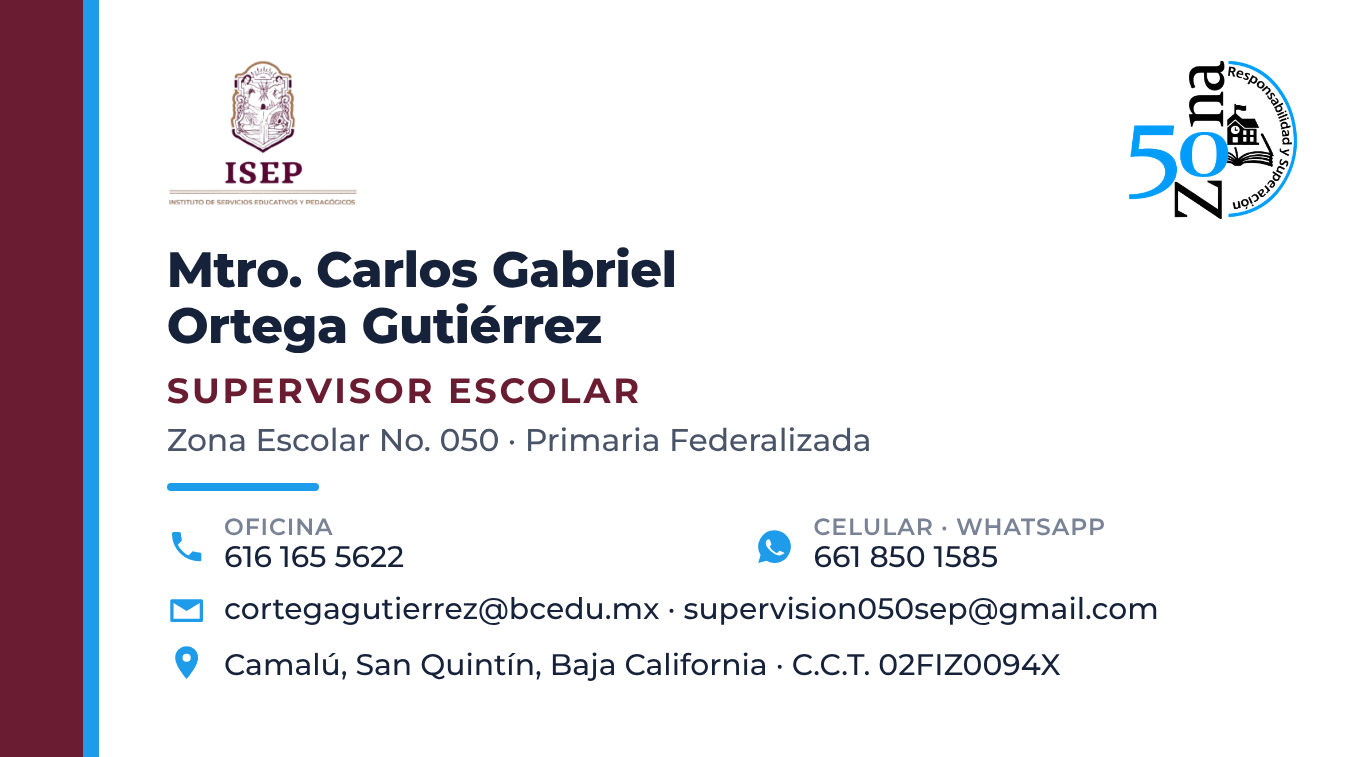 ISEP
INSTITUTO DE SERVICIOS EDUCATIVOS Y PEDAGÓGICOS
Zona
50
Responsabilidad y Superación
Mtro. Carlos Gabriel
Ortega Gutiérrez
SUPERVISOR ESCOLAR
Zona Escolar No. 050 · Primaria Federalizada
OFICINA
616 165 5622
CELULAR · WHATSAPP
661 850 1585
cortegagutierrez@bcedu.mx · supervision050sep@gmail.com
Camalú, San Quintín, Baja California · C.C.T. 02FIZ0094X